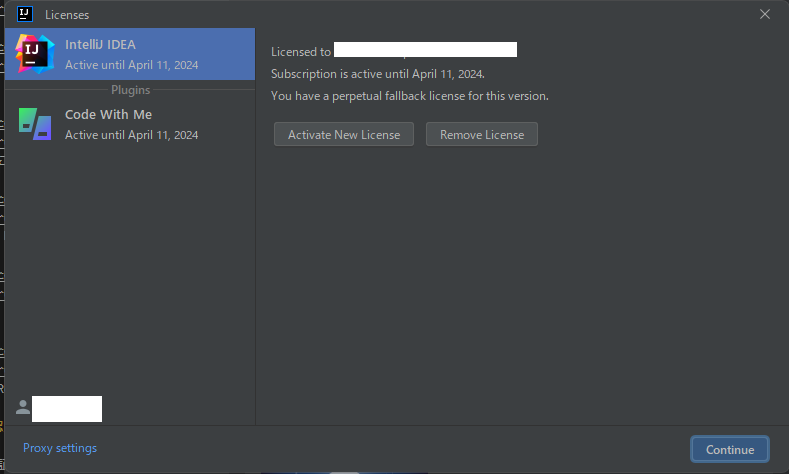 Licenses
IntelliJ IDEA
Active until April 11, 2024
Plugins
Code With Me
Active until April 11, 2024
Licensed to
Subscription is active until April 11, 2024.
You have a perpetual fallback license for this version.
Activate New License
Remove License
Proxy settings
Continue